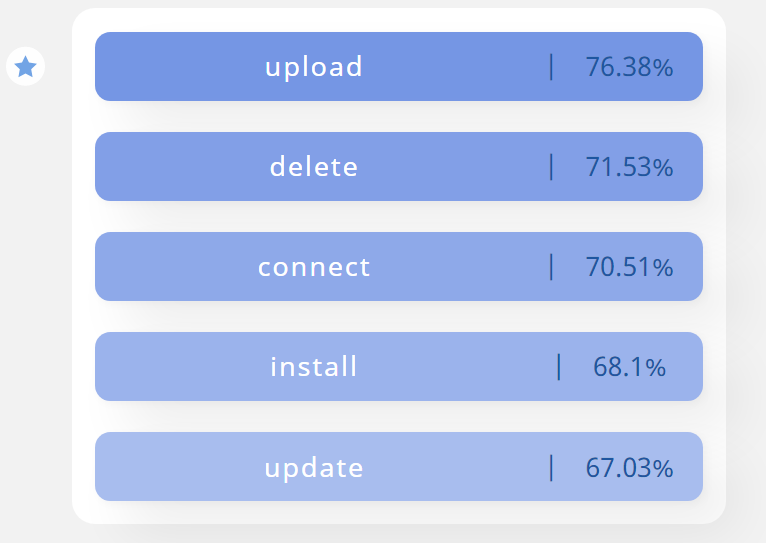 upload | 76.38%
delete | 71.53%
connect | 70.51%
install | 68.1%
update | 67.03%